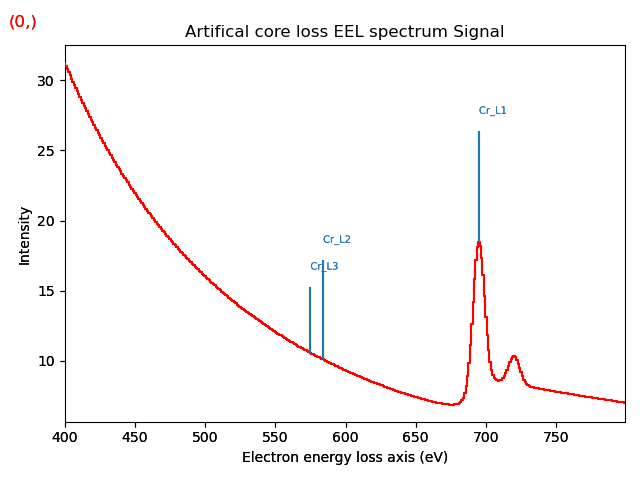 (0,)
Artifical core loss EEL spectrum Signal
Intensity
30
25
20
15
10
Cr_L1
Cr_L2
Cr_L3
400 450 500 550 600 650 700 750
Electron energy loss axis (eV)